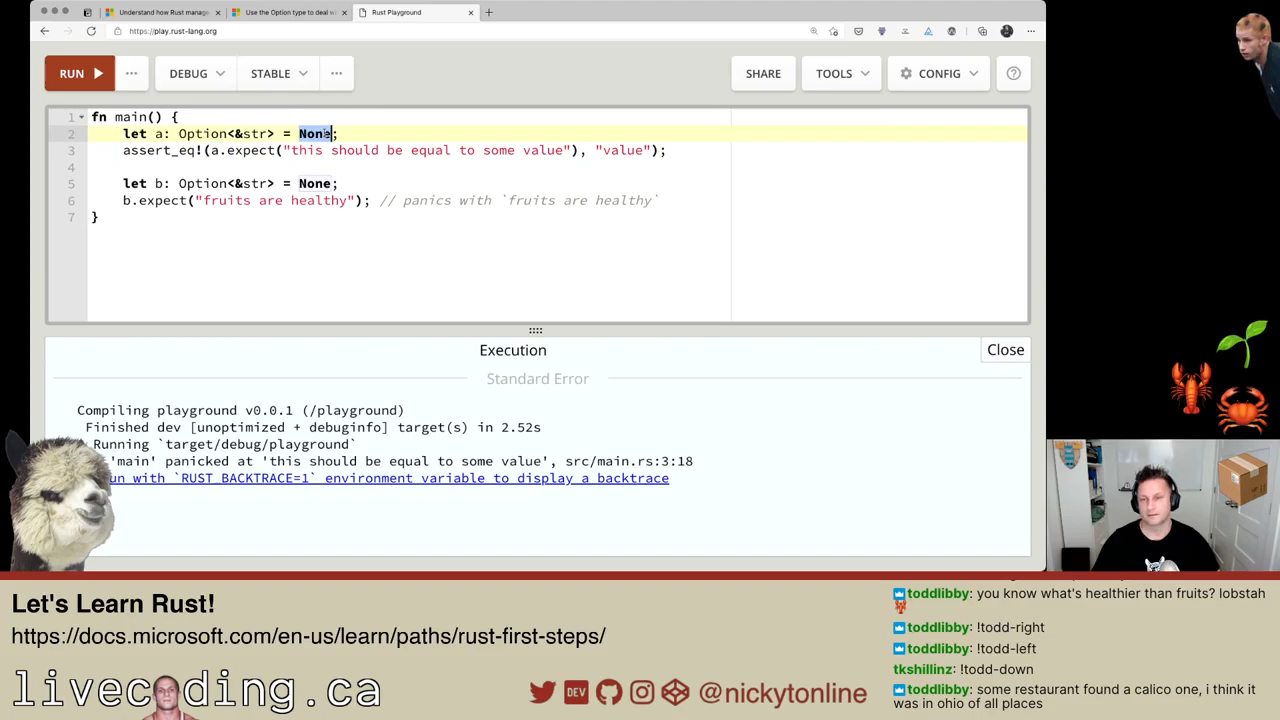 Understand how Rust manage
Use the Option type to deal wi
Rust Playground
https://play.rust-lang.org
RUN
DEBUG
STABLE
SHARE
TOOLS
CONFIG
1 fn main() {
2 let a: Option<&str> = None;
3 assert_eq!(a.expect("this should be equal to some value"), "value");
4
5 let b: Option<&str> = None;
6 b.expect("fruits are healthy"); // panics with `fruits are healthy`
7 }
Execution
Close
Standard Error
Compiling playground v0.0.1 (/playground)
Finished dev [unoptimized + debuginfo] target(s) in 2.52s
Running `target/debug/playground`
'main' panicked at 'this should be equal to some value', src/main.rs:3:18
un with `RUST_BACKTRACE=1` environment variable to display a backtrace
Let's Learn Rust!
https://docs.microsoft.com/en-us/learn/paths/rust-first-steps/
livecoding.ca
DEV
@nickytonline
toddlibby: you know what's healthier than fruits? lobstah
toddlibby: !todd-right
toddlibby: !todd-left
tkshillinz: !todd-down
toddlibby: some restaurant found a calico one, i think it
was in ohio of all places